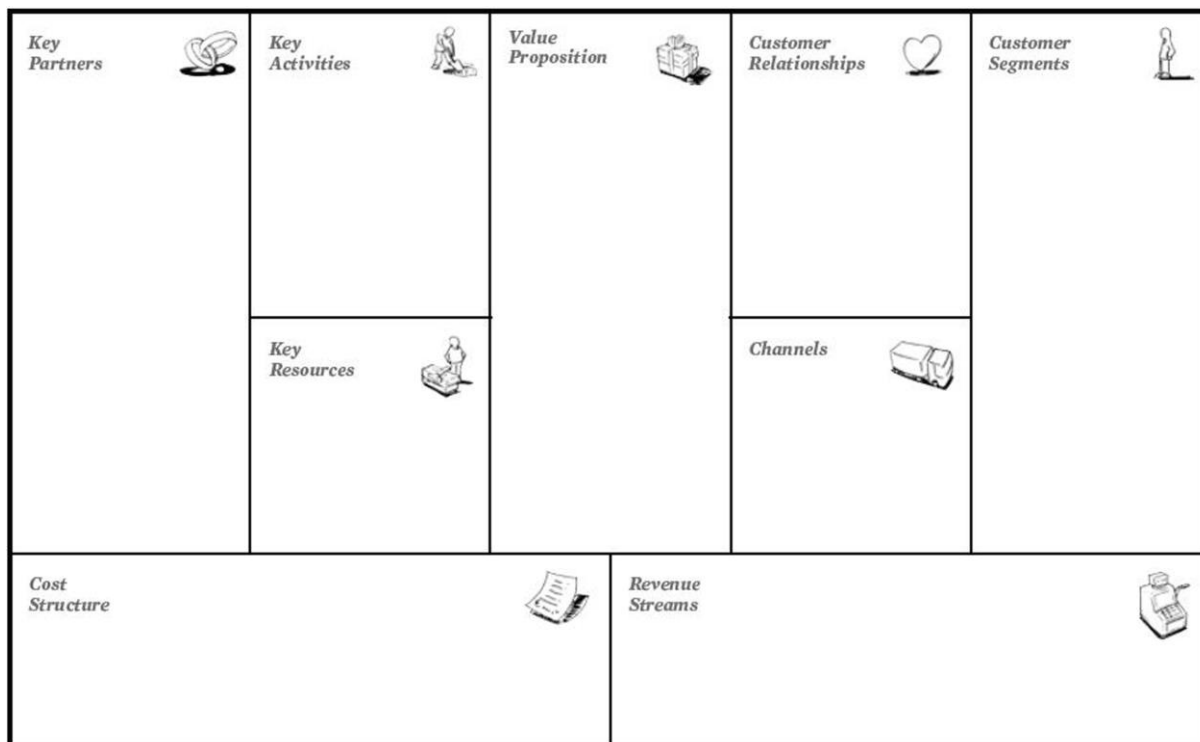 Key
Partners
Key
Activities
Value
Proposition
Customer
Relationships
Customer
Segments
Key
Resources
Channels
Cost
Structure
Revenue
Streams